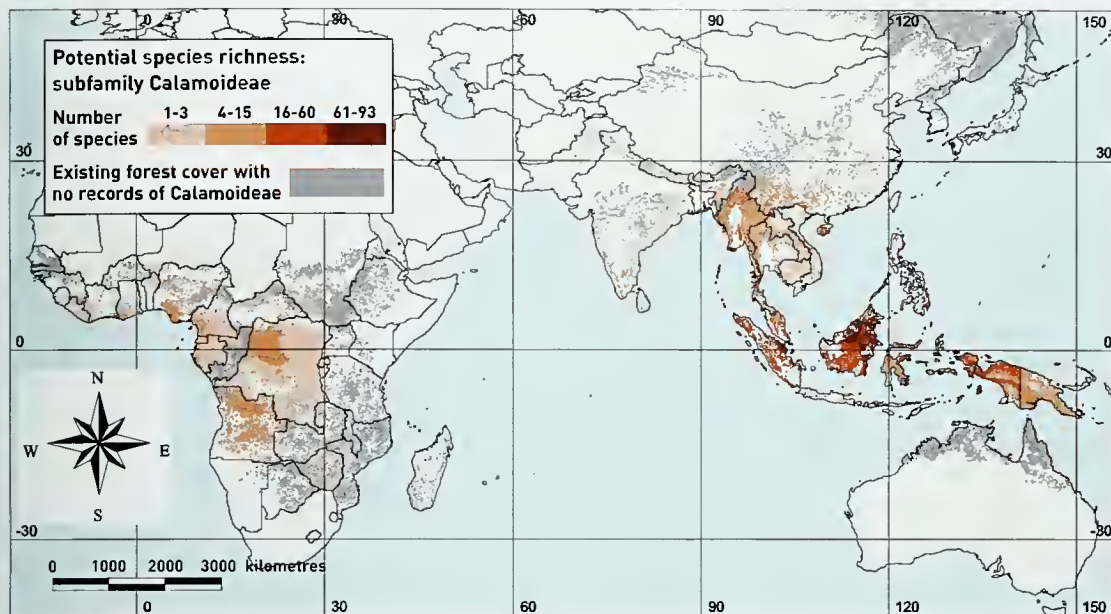 0 30 60 90 120 150
Potential species richness:
subfamily Calamoideae
Number
of species
1-3 4-15 16-60 61-93
Existing forest cover with
no records of Calamoideae
30 30
0 0
N
W E
S
-30 -30
0 1000 2000 3000 kilometres
0 30 60 90 120 150